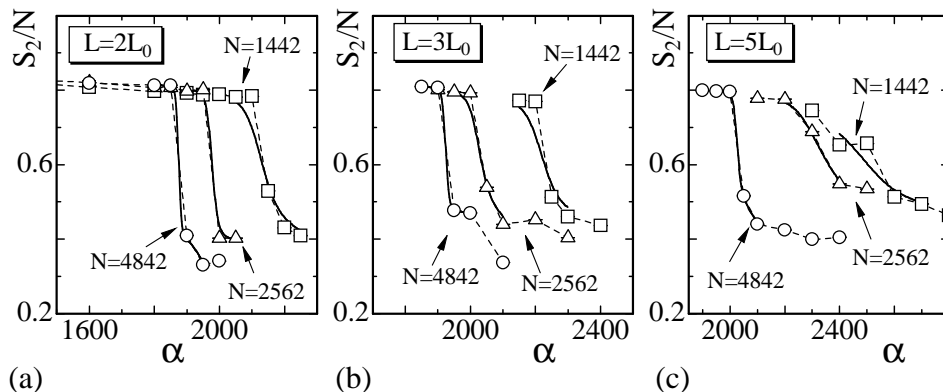 S₂/N
L=2L₀
N=1442
0.6
N=4842
N=2562
0.2
1600
2000
α
(a)
S₂/N
L=3L₀
N=1442
0.6
N=4842
N=2562
0.2
2000
2400
α
(b)
S₂/N
L=5L₀
N=1442
0.6
N=2562
N=4842
0.2
2000
2400
α
(c)